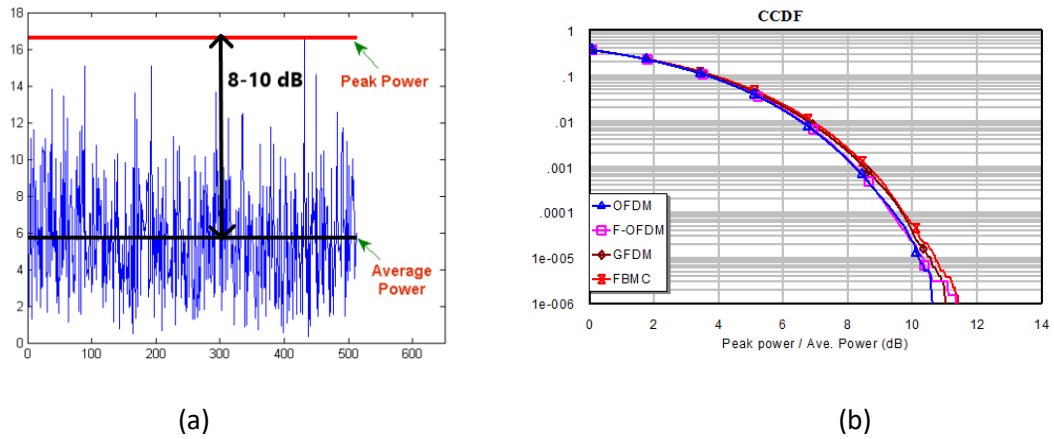 18
16
14
12
10
8
6
4
2
0
0 100 200 300 400 500 600
8-10 dB
Peak Power
Average
Power
(a)
CCDF
1
.1
.01
.001
.0001
1e-005
1e-006
OFDM
F-OFDM
GFDM
FBMC
0 2 4 6 8 10 12 14
Peak power / Ave. Power (dB)
(b)